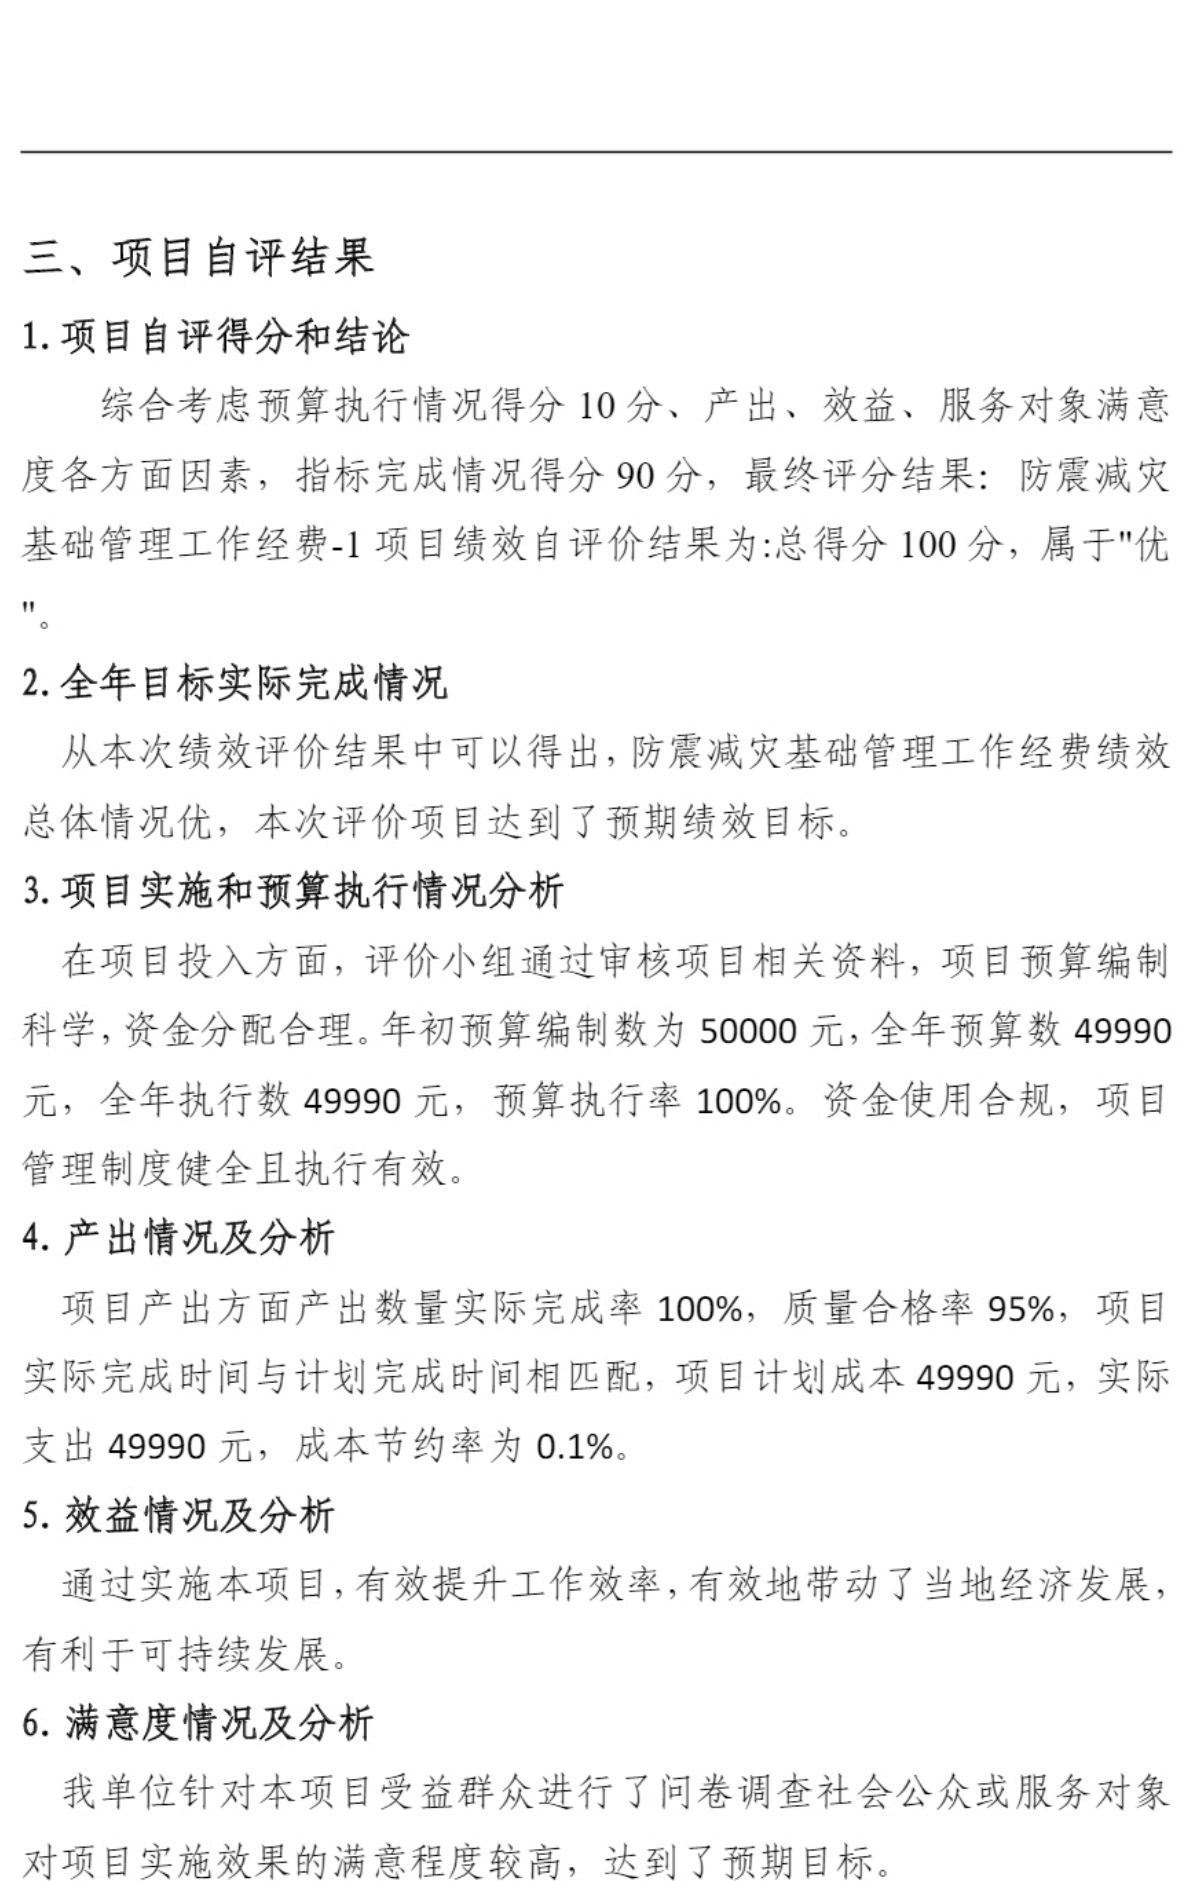 三、项目自评结果
1. 项目自评得分和结论
综合考虑预算执行情况得分 10 分、产出、效益、服务对象满意
度各方面因素，指标完成情况得分 90 分，最终评分结果：防震减灾
基础管理工作经费-1 项目绩效自评价结果为:总得分 100 分，属于"优
"。
2. 全年目标实际完成情况
从本次绩效评价结果中可以得出，防震减灾基础管理工作经费绩效
总体情况优，本次评价项目达到了预期绩效目标。
3. 项目实施和预算执行情况分析
在项目投入方面，评价小组通过审核项目相关资料，项目预算编制
科学，资金分配合理。年初预算编制数为 50000 元，全年预算数 49990
元，全年执行数 49990 元，预算执行率 100%。资金使用合规，项目
管理制度健全且执行有效。
4. 产出情况及分析
项目产出方面产出数量实际完成率 100%，质量合格率 95%，项目
实际完成时间与计划完成时间相匹配，项目计划成本 49990 元，实际
支出 49990 元，成本节约率为 0.1%。
5. 效益情况及分析
通过实施本项目，有效提升工作效率，有效地带动了当地经济发展，
有利于可持续发展。
6. 满意度情况及分析
我单位针对本项目受益群众进行了问卷调查社会公众或服务对象
对项目实施效果的满意程度较高，达到了预期目标。